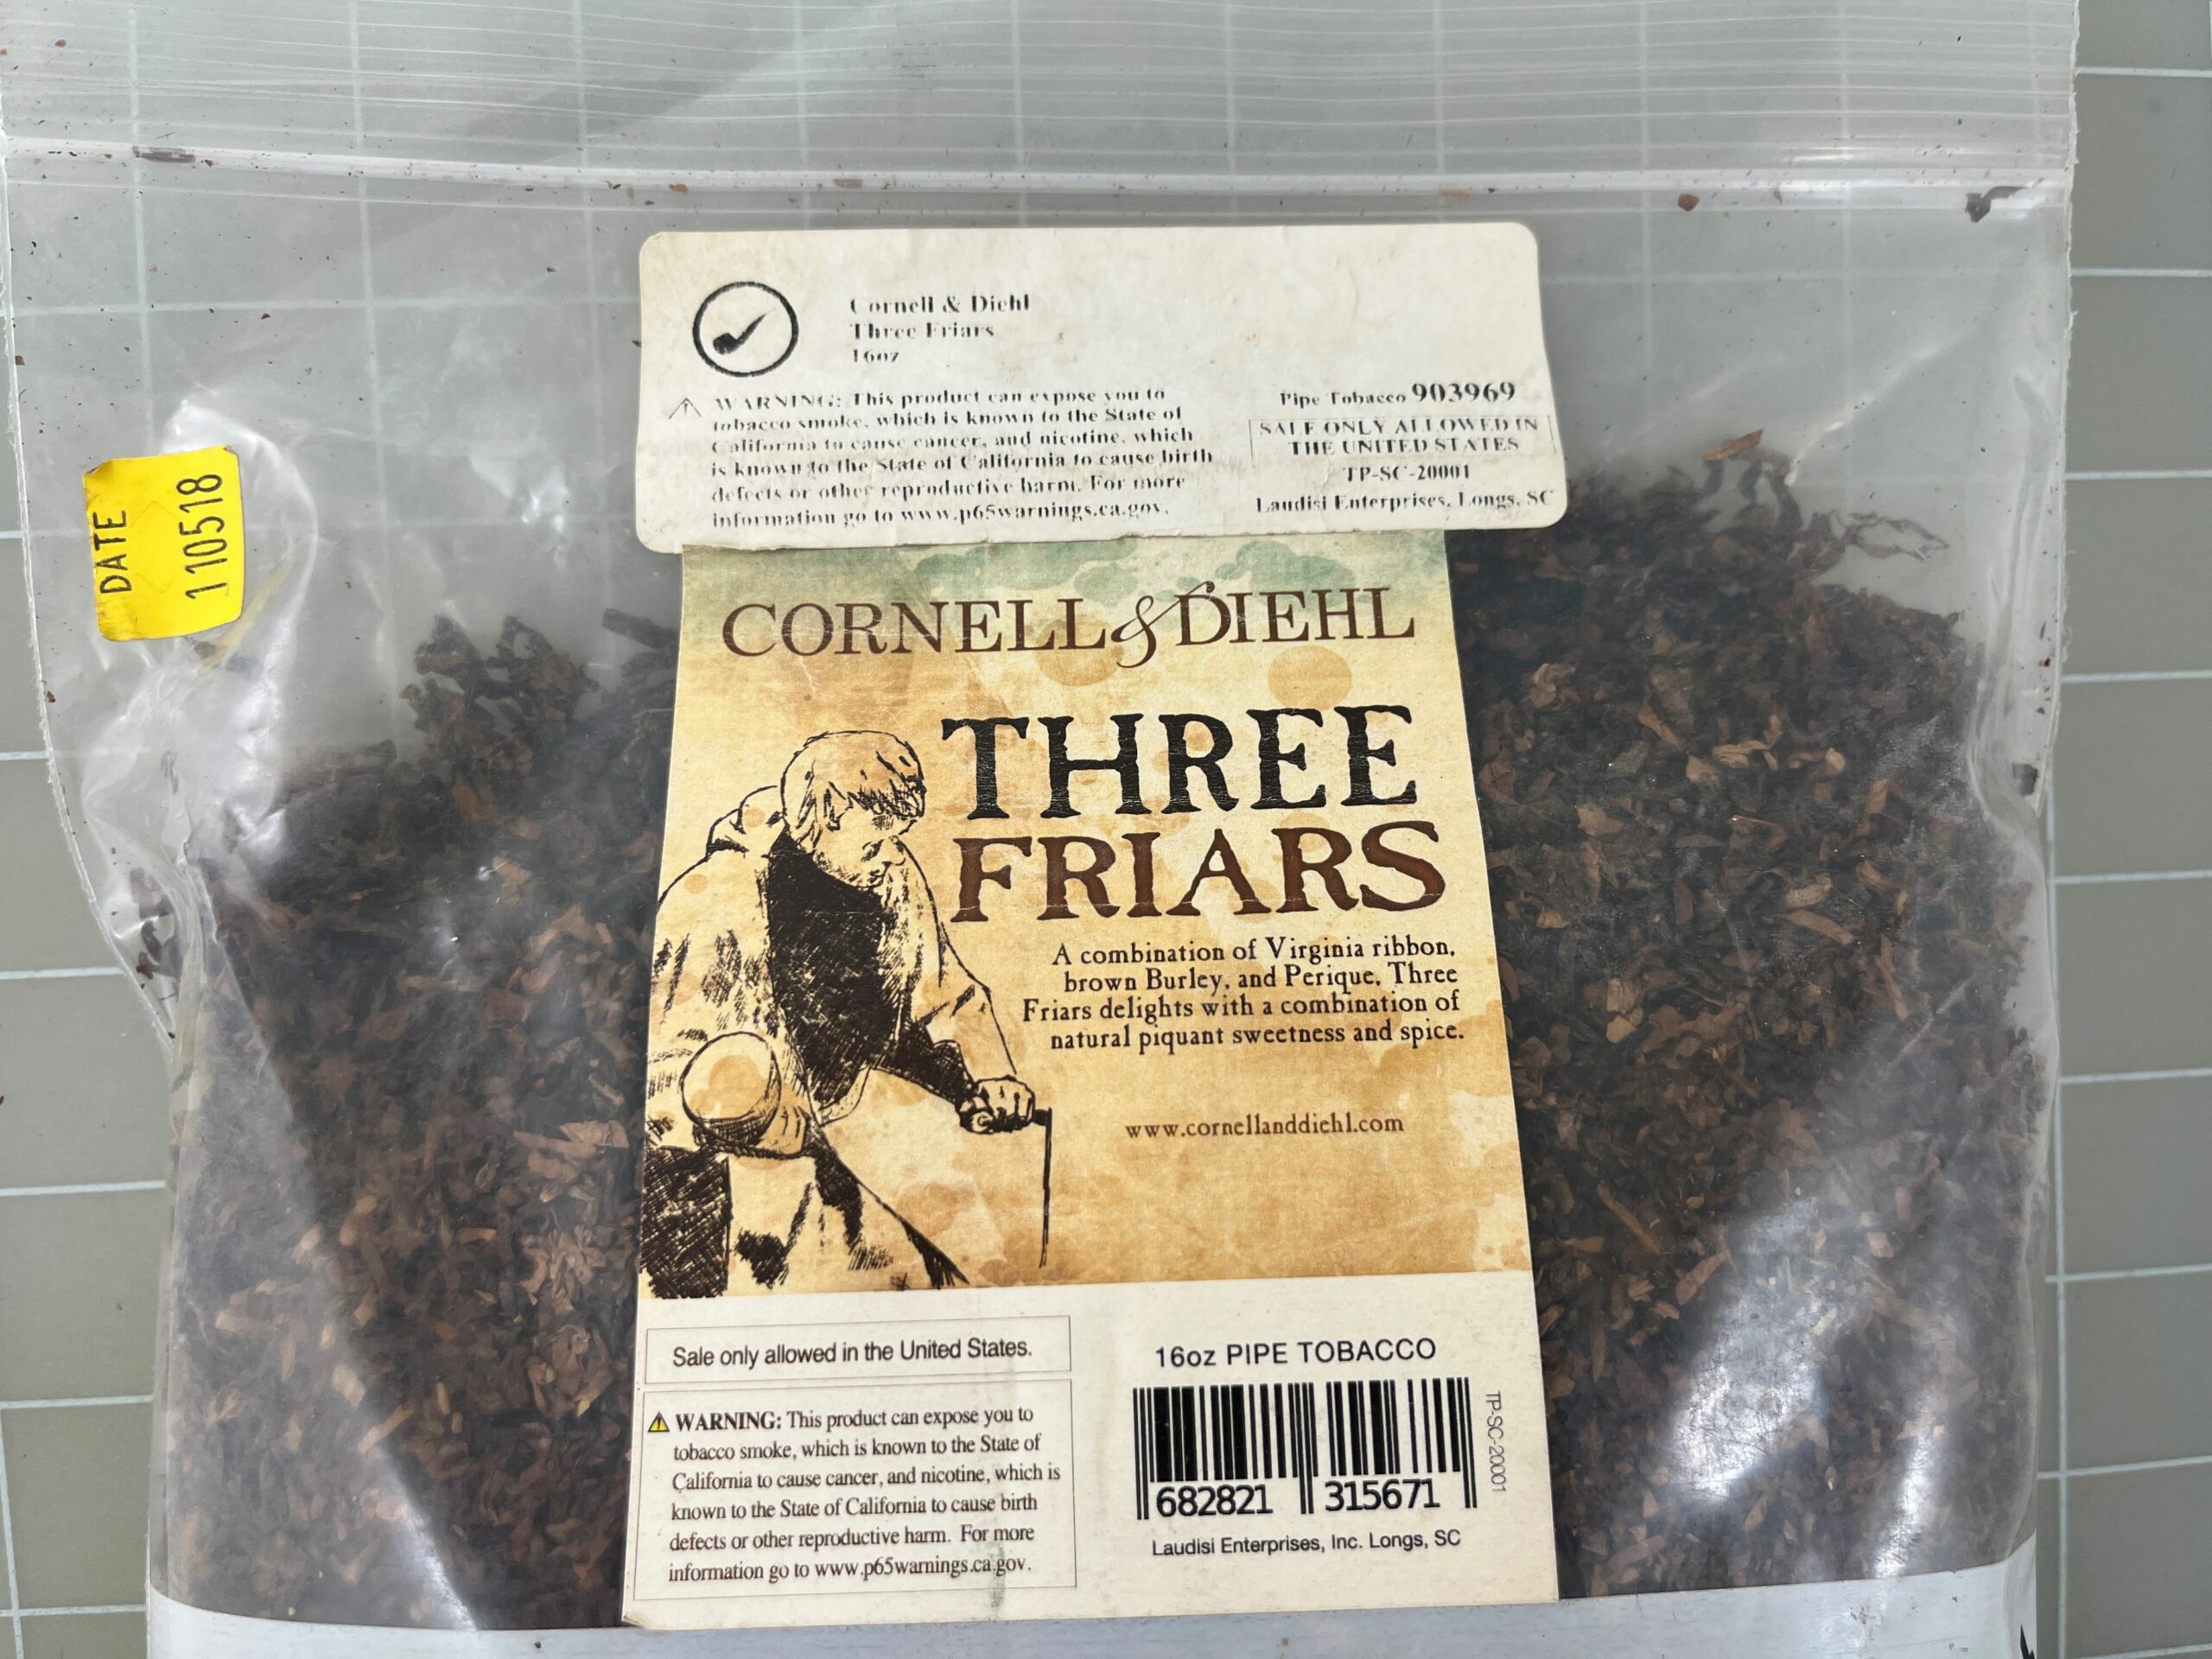 Cornell & Diehl
Three Friars
16oz
WARNING: This product can expose you to
tobacco smoke, which is known to the State of
California to cause cancer, and nicotine, which
is known to the State of California to cause birth
defects or other reproductive harm. For more
information go to www.p65warnings.ca.gov.
Pipe Tobacco 903969
SALE ONLY ALLOWED IN
THE UNITED STATES
TP-SC-20001
Laudisi Enterprises, Longs, SC
DATE
110518
CORNELL & DIEHL
THREE
FRIARS
A combination of Virginia ribbon,
brown Burley, and Perique, Three
Friars delights with a combination of
natural piquant sweetness and spice.
www.cornellanddiehl.com
Sale only allowed in the United States.
WARNING: This product can expose you to
tobacco smoke, which is known to the State of
California to cause cancer, and nicotine, which is
known to the State of California to cause birth
defects or other reproductive harm. For more
information go to www.p65warnings.ca.gov.
16oz PIPE TOBACCO
682821 315671
TP-SC-20001
Laudisi Enterprises, Inc. Longs, SC